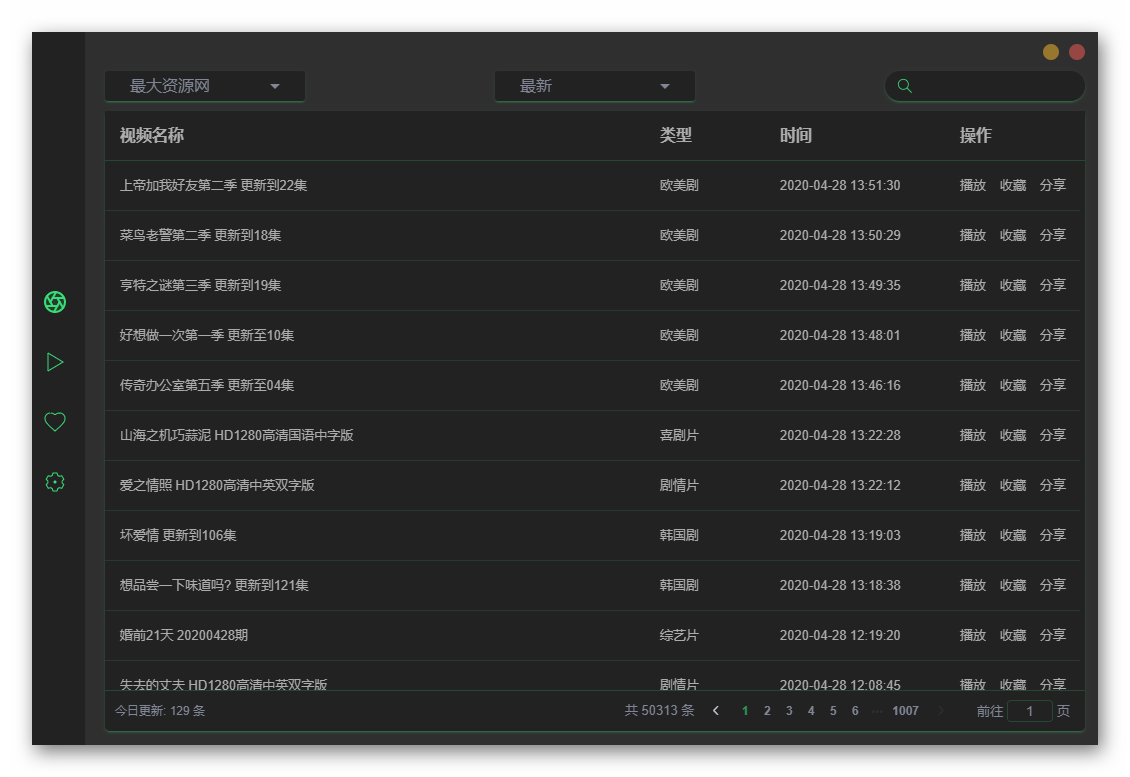 最大资源网 最新
视频名称 类型 时间 操作
上帝加我好友第二季 更新到22集 欧美剧 2020-04-28 13:51:30 播放 收藏 分享
菜鸟老警第二季 更新到18集 欧美剧 2020-04-28 13:50:29 播放 收藏 分享
亨特之谜第三季 更新到19集 欧美剧 2020-04-28 13:49:35 播放 收藏 分享
好想做一次第一季 更新至10集 欧美剧 2020-04-28 13:48:01 播放 收藏 分享
传奇办公室第五季 更新至04集 欧美剧 2020-04-28 13:46:16 播放 收藏 分享
山海之机巧蒜泥 HD1280高清国语中字版 喜剧片 2020-04-28 13:22:28 播放 收藏 分享
爱之情照 HD1280高清中英双字版 剧情片 2020-04-28 13:22:12 播放 收藏 分享
坏爱情 更新到106集 韩国剧 2020-04-28 13:19:03 播放 收藏 分享
想品尝一下味道吗? 更新到121集 韩国剧 2020-04-28 13:18:38 播放 收藏 分享
婚前21天 20200428期 综艺片 2020-04-28 12:19:20 播放 收藏 分享
失去的丈夫 HD1280高清中英双字版 剧情片 2020-04-28 12:08:45 播放 收藏 分享
今日更新: 129 条 共 50313 条 1 2 3 4 5 6 ··· 1007 前往 1 页